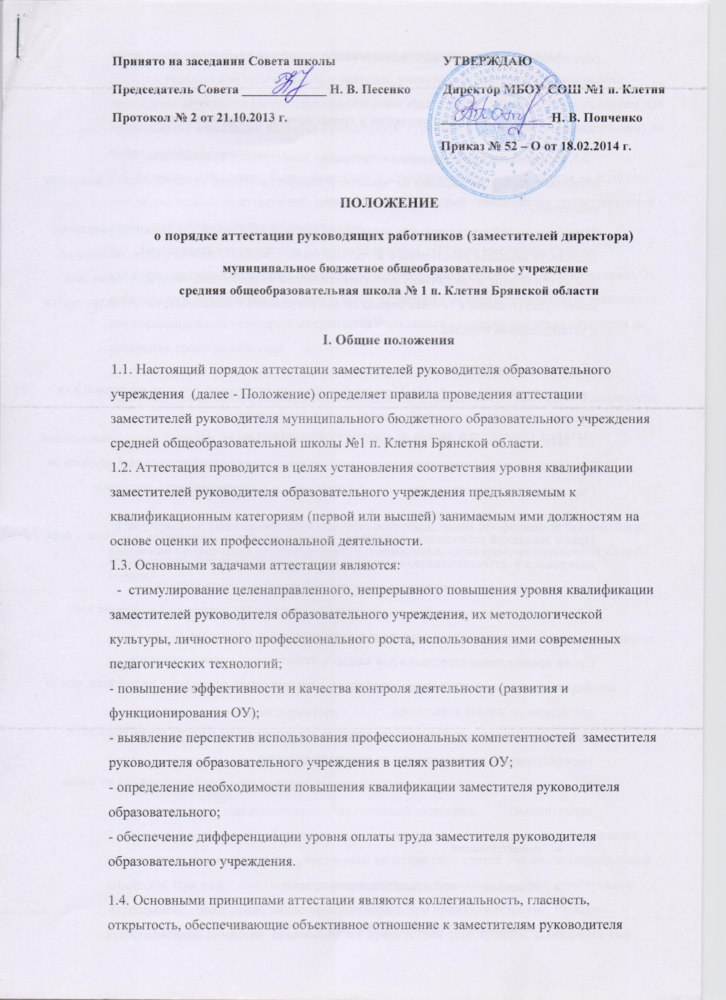 Принято на заседании Совета школы
Председатель Совета _____________ Н. В. Песенко
Протокол № 2 от 21.10.2013 г.
УТВЕРЖДАЮ
Директор МБОУ СОШ №1 п. Клетня
_________________ Н. В. Попченко
Приказ № 52 – О от 18.02.2014 г.
ПОЛОЖЕНИЕ
о порядке аттестации руководящих работников (заместителей директора)
муниципальное бюджетное общеобразовательное учреждение
средняя общеобразовательная школа № 1 п. Клетня Брянской области
I. Общие положения
1.1. Настоящий порядок аттестации заместителей руководителя образовательного
учреждения (далее - Положение) определяет правила проведения аттестации
заместителей руководителя муниципального бюджетного образовательного учреждения
средней общеобразовательной школы №1 п. Клетня Брянской области.
1.2. Аттестация проводится в целях установления соответствия уровня квалификации
заместителей руководителя образовательного учреждения предъявляемым к
квалификационным категориям (первой или высшей) занимаемым ими должностям на
основе оценки их профессиональной деятельности.
1.3. Основными задачами аттестации являются:
- стимулирование целенаправленного, непрерывного повышения уровня квалификации
заместителей руководителя образовательного учреждения, их методологической
культуры, личностного профессионального роста, использования ими современных
педагогических технологий;
- повышение эффективности и качества контроля деятельности (развития и
функционирования ОУ);
- выявление перспектив использования профессиональных компетентностей заместителя
руководителя образовательного учреждения в целях развития ОУ;
- определение необходимости повышения квалификации заместителя руководителя
образовательного;
- обеспечение дифференциации уровня оплаты труда заместителя руководителя
образовательного учреждения.
1.4. Основными принципами аттестации являются коллегиальность, гласность,
открытость, обеспечивающие объективное отношение к заместителям руководителя